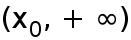 (x₀, + ∞)